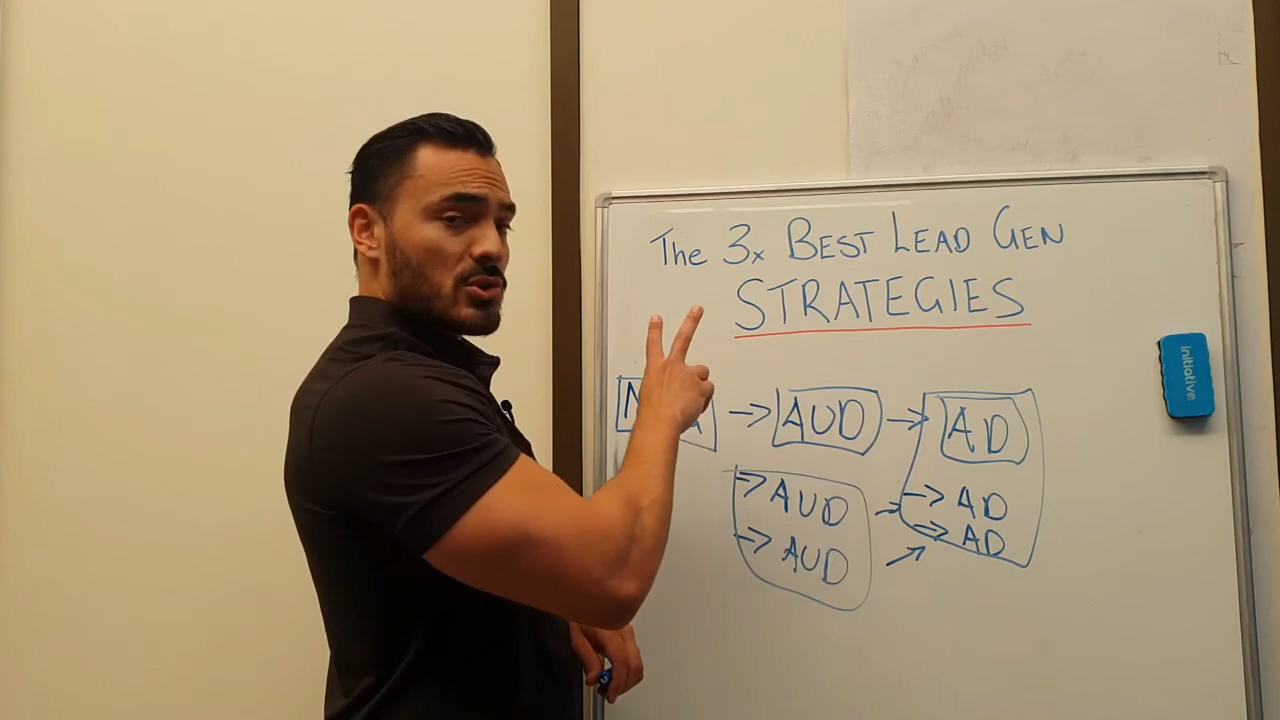 The 3x BEST LEAD GEN
STRATEGIES
→ AUD → AD
→ AUD → → AD
→ AUD → → AD
initiative